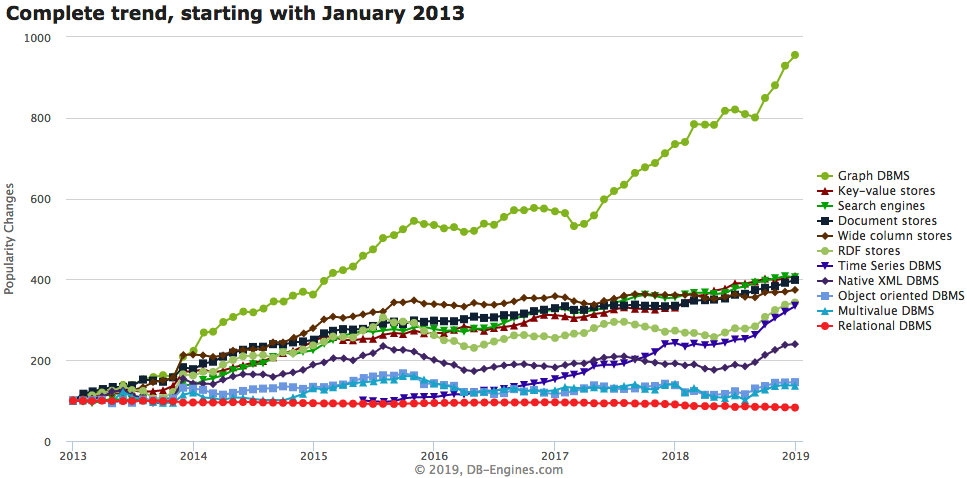 Complete trend, starting with January 2013
1000
800
600
400
200
0
Popularity Changes
2013
2014
2015
2016
2017
2018
2019
© 2019, DB-Engines.com
Graph DBMS
Key-value stores
Search engines
Document stores
Wide column stores
RDF stores
Time Series DBMS
Native XML DBMS
Object oriented DBMS
Multivalue DBMS
Relational DBMS